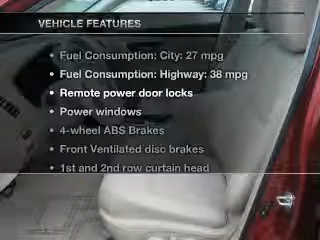 VEHICLE FEATURES
• Fuel Consumption: City: 27 mpg
• Fuel Consumption: Highway: 38 mpg
• Remote power door locks
• Power windows
• 4-wheel ABS Brakes
• Front Ventilated disc brakes
• 1st and 2nd row curtain head